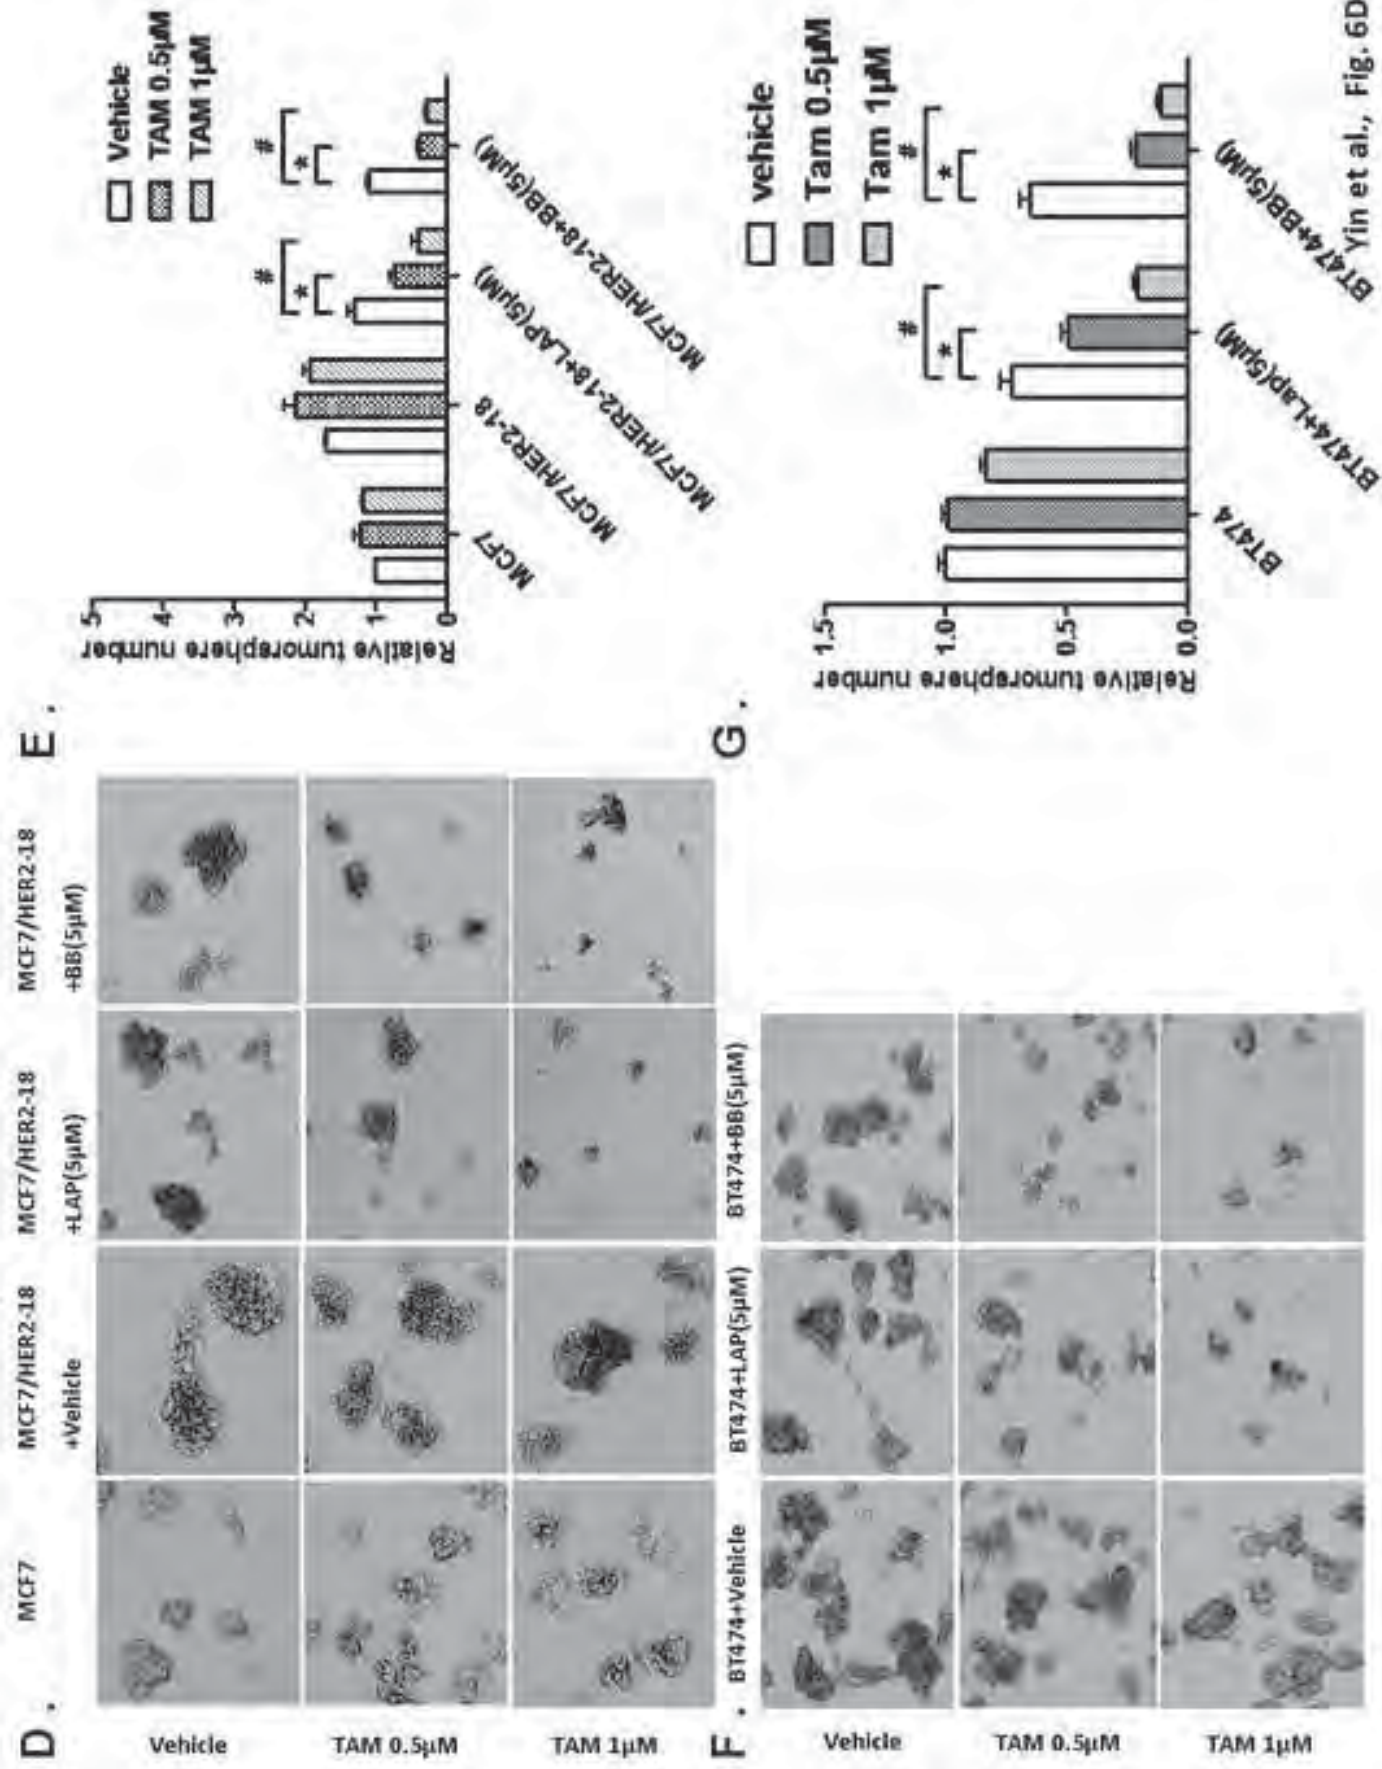 D.
MCF7
MCF7/HER2-18
+Vehicle
MCF7/HER2-18
+LAP(5µM)
MCF7/HER2-18
+BB(5µM)
Vehicle
TAM 0.5µM
TAM 1µM
E.
Relative tumorsphere number
5
4
3
2
1
0
Vehicle
TAM 0.5µM
TAM 1µM
#
*
#
*
MCF7
MCF7/HER2-18
MCF7/HER2-18+LAP(5µM)
MCF7/HER2-18+BB(5µM)
F.
BT474+Vehicle
BT474+LAP(5µM)
BT474+BB(5µM)
Vehicle
TAM 0.5µM
TAM 1µM
G.
Relative tumorsphere number
1.5
1.0
0.5
0.0
vehicle
Tam 0.5µM
Tam 1µM
#
*
#
*
BT474
BT474+Lap(5µM)
BT474+BB(5µM)
Yin et al., Fig. 6D